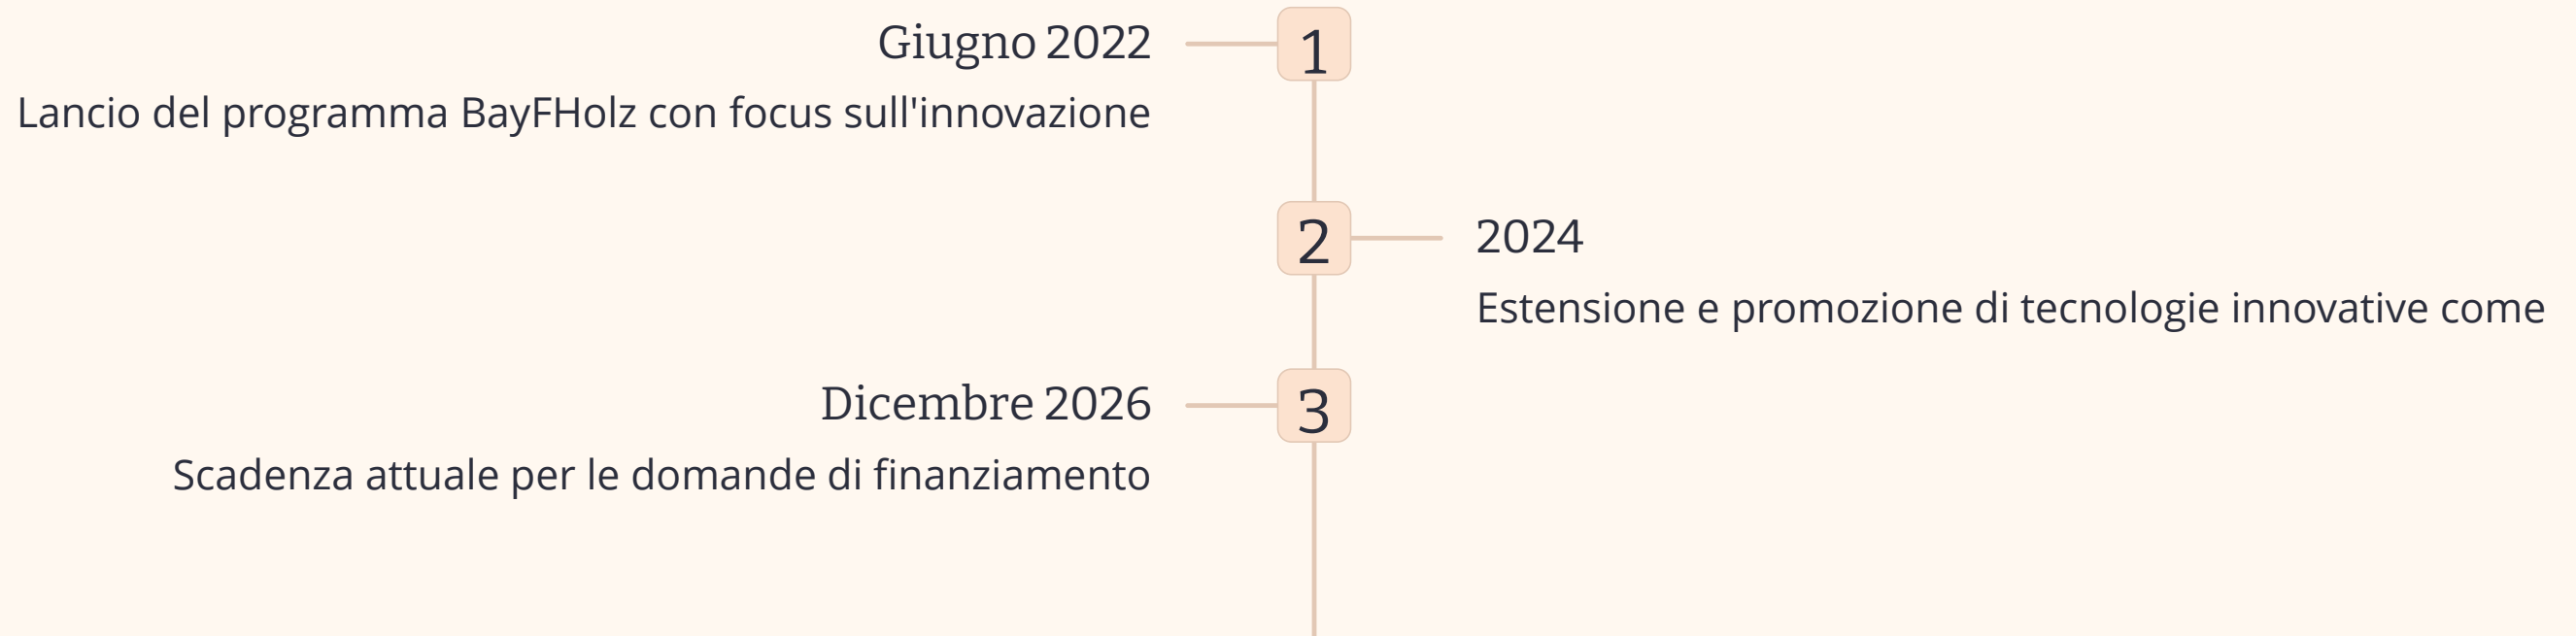 Giugno 2022
1
Lancio del programma BayFHolz con focus sull'innovazione
2
2024
Estensione e promozione di tecnologie innovative come
Dicembre 2026
3
Scadenza attuale per le domande di finanziamento